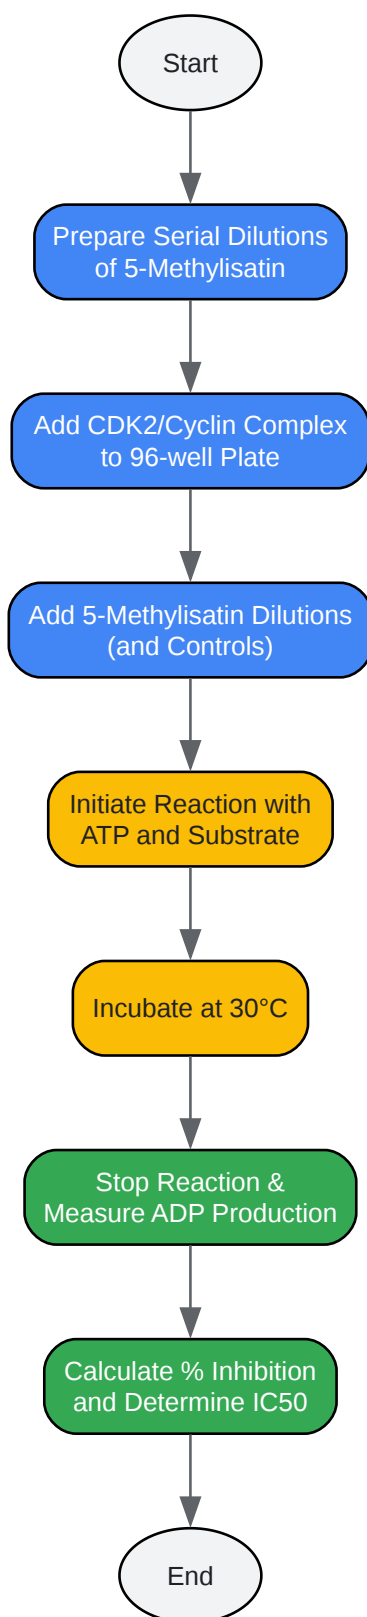 Start
Prepare Serial Dilutions
of 5-Methylisatin
Add CDK2/Cyclin Complex
to 96-well Plate
Add 5-Methylisatin Dilutions
(and Controls)
Initiate Reaction with
ATP and Substrate
Incubate at 30°C
Stop Reaction &
Measure ADP Production
Calculate % Inhibition
and Determine IC50
End